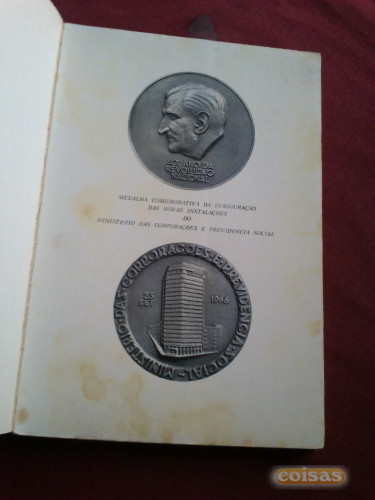 40º ANO DA
REVOLUÇÃO
NACIONAL
MEDALHA COMEMORATIVA DA INAUGURAÇÃO
DAS NOVAS INSTALAÇÕES
DO
MINISTÉRIO DAS CORPORAÇÕES E PREVIDÊNCIA SOCIAL
MINISTÉRIO·DAS·CORPORAÇÕES·E·PREVIDÊNCIA·SOCIAL
23 1966
SET
coisas